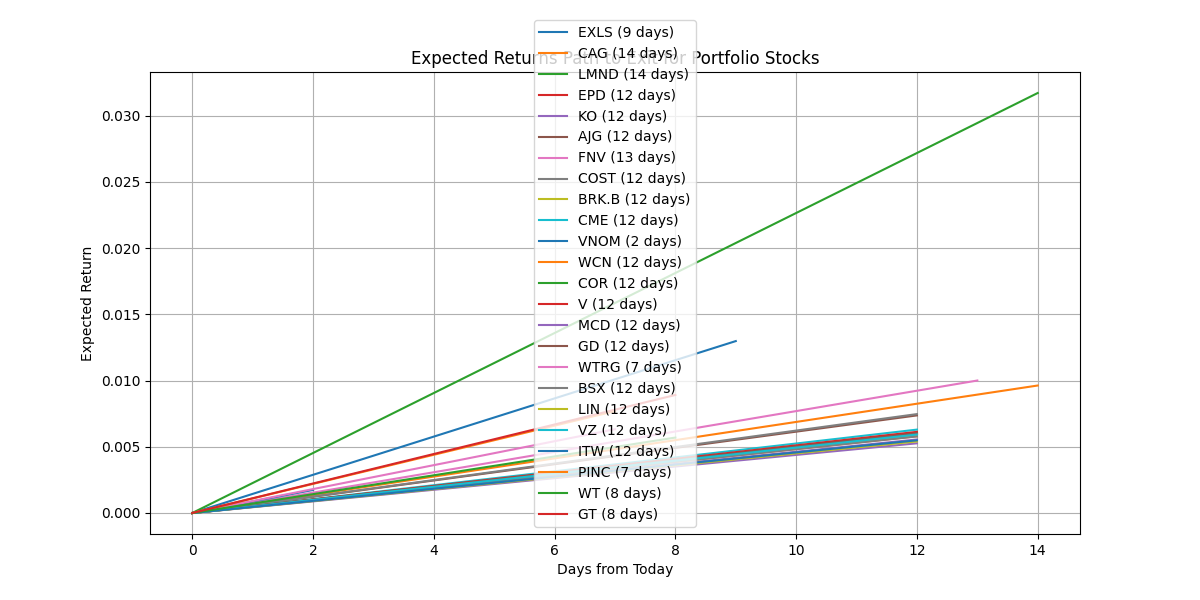 Expected Returns Path to Exit for Portfolio Stocks
EXLS (9 days)
CAG (14 days)
LMND (14 days)
EPD (12 days)
KO (12 days)
AJG (12 days)
FNV (13 days)
COST (12 days)
BRK.B (12 days)
CME (12 days)
VNOM (2 days)
WCN (12 days)
COR (12 days)
V (12 days)
MCD (12 days)
GD (12 days)
WTRG (7 days)
BSX (12 days)
LIN (12 days)
VZ (12 days)
ITW (12 days)
PINC (7 days)
WT (8 days)
GT (8 days)
Expected Return
0.030
0.025
0.020
0.015
0.010
0.005
0.000
0 2 4 6 8 10 12 14
Days from Today